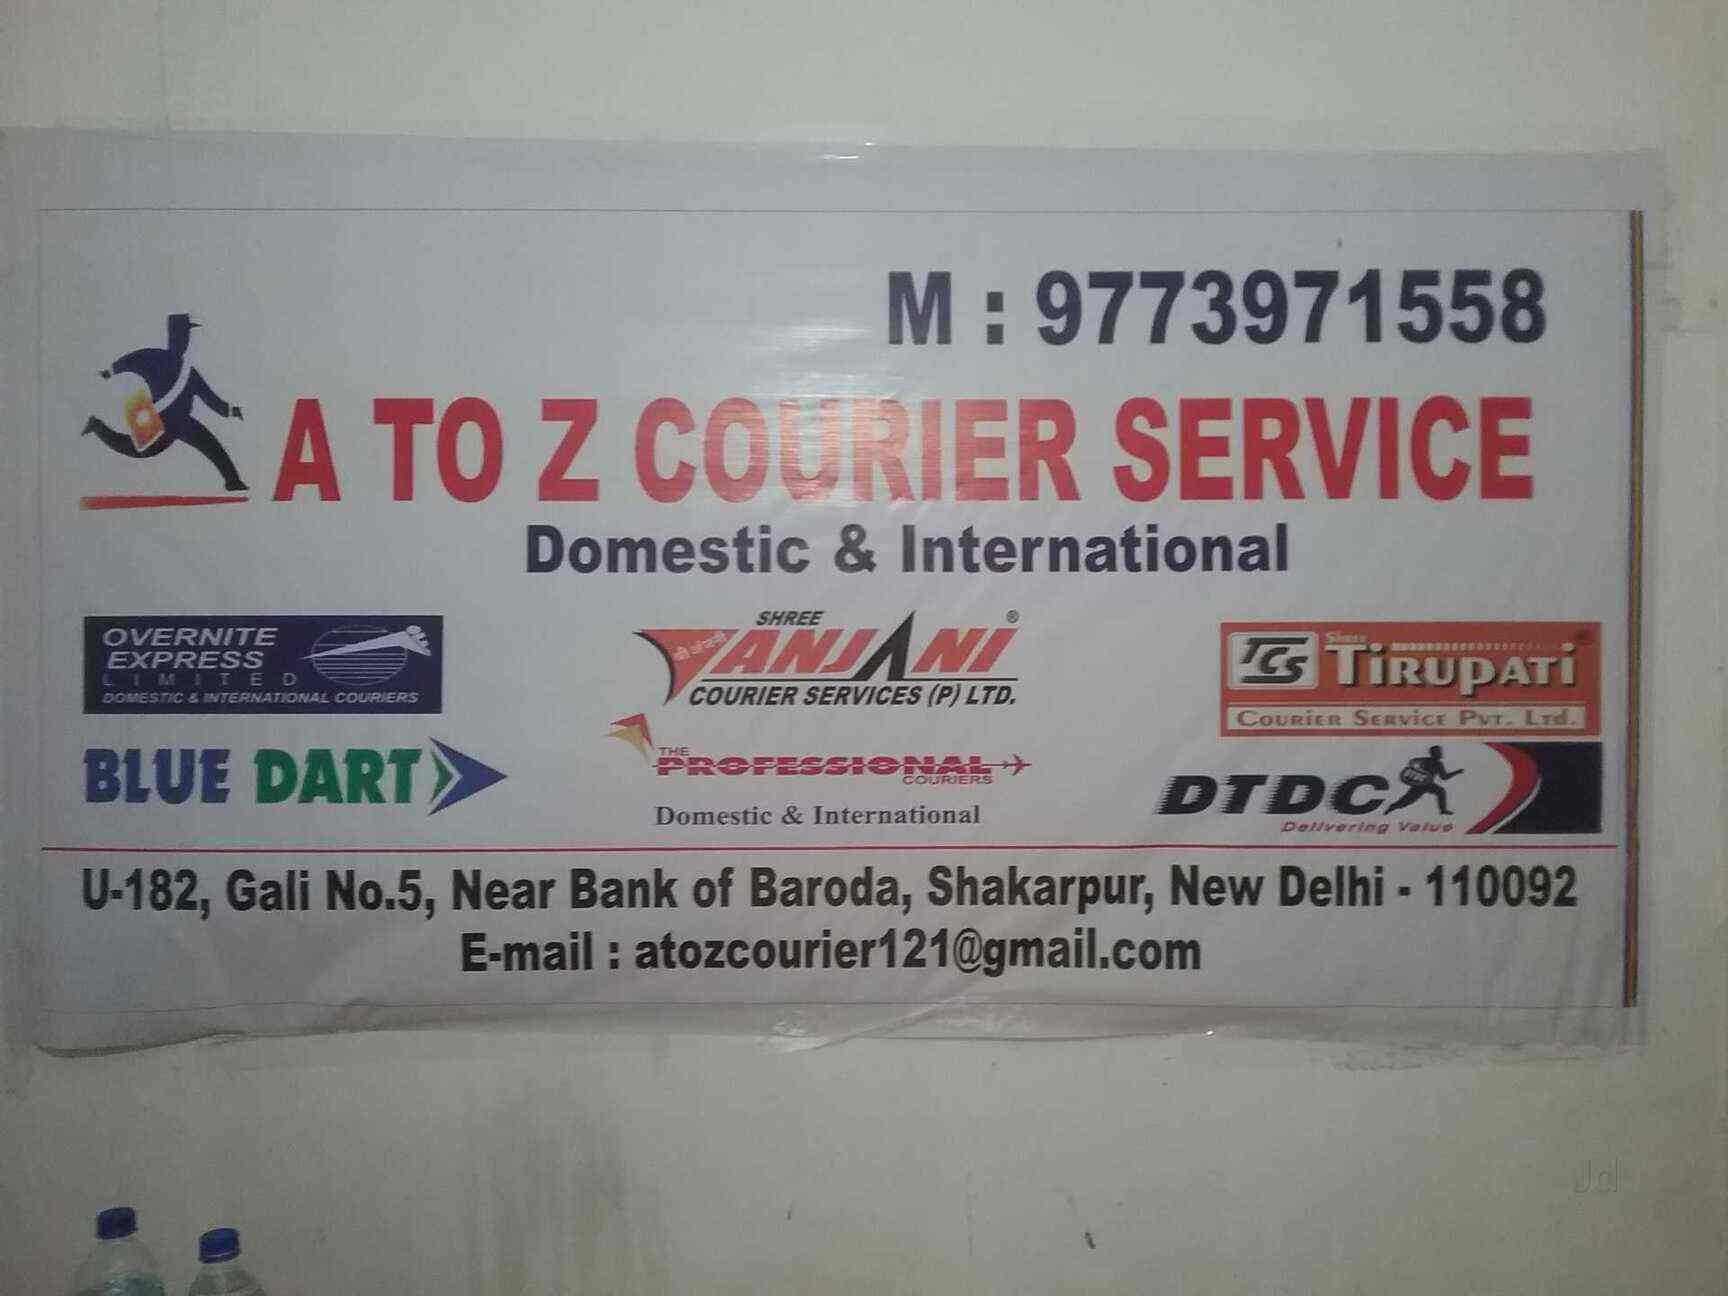 M : 9773971558
A TO Z COURIER SERVICE
Domestic & International
OVERNITE
EXPRESS
LIMITED
DOMESTIC & INTERNATIONAL COURIERS
SHREE
ANJANI®
COURIER SERVICES (P) LTD.
TCS
Shree
TIRUPATI
COURIER SERVICE PVT. LTD.
BLUE DART
THE
PROFESSIONAL
COURIERS
Domestic & International
DTDC
Delivering Value
U-182, Gali No.5, Near Bank of Baroda, Shakarpur, New Delhi - 110092
E-mail : atozcourier121@gmail.com
Jd